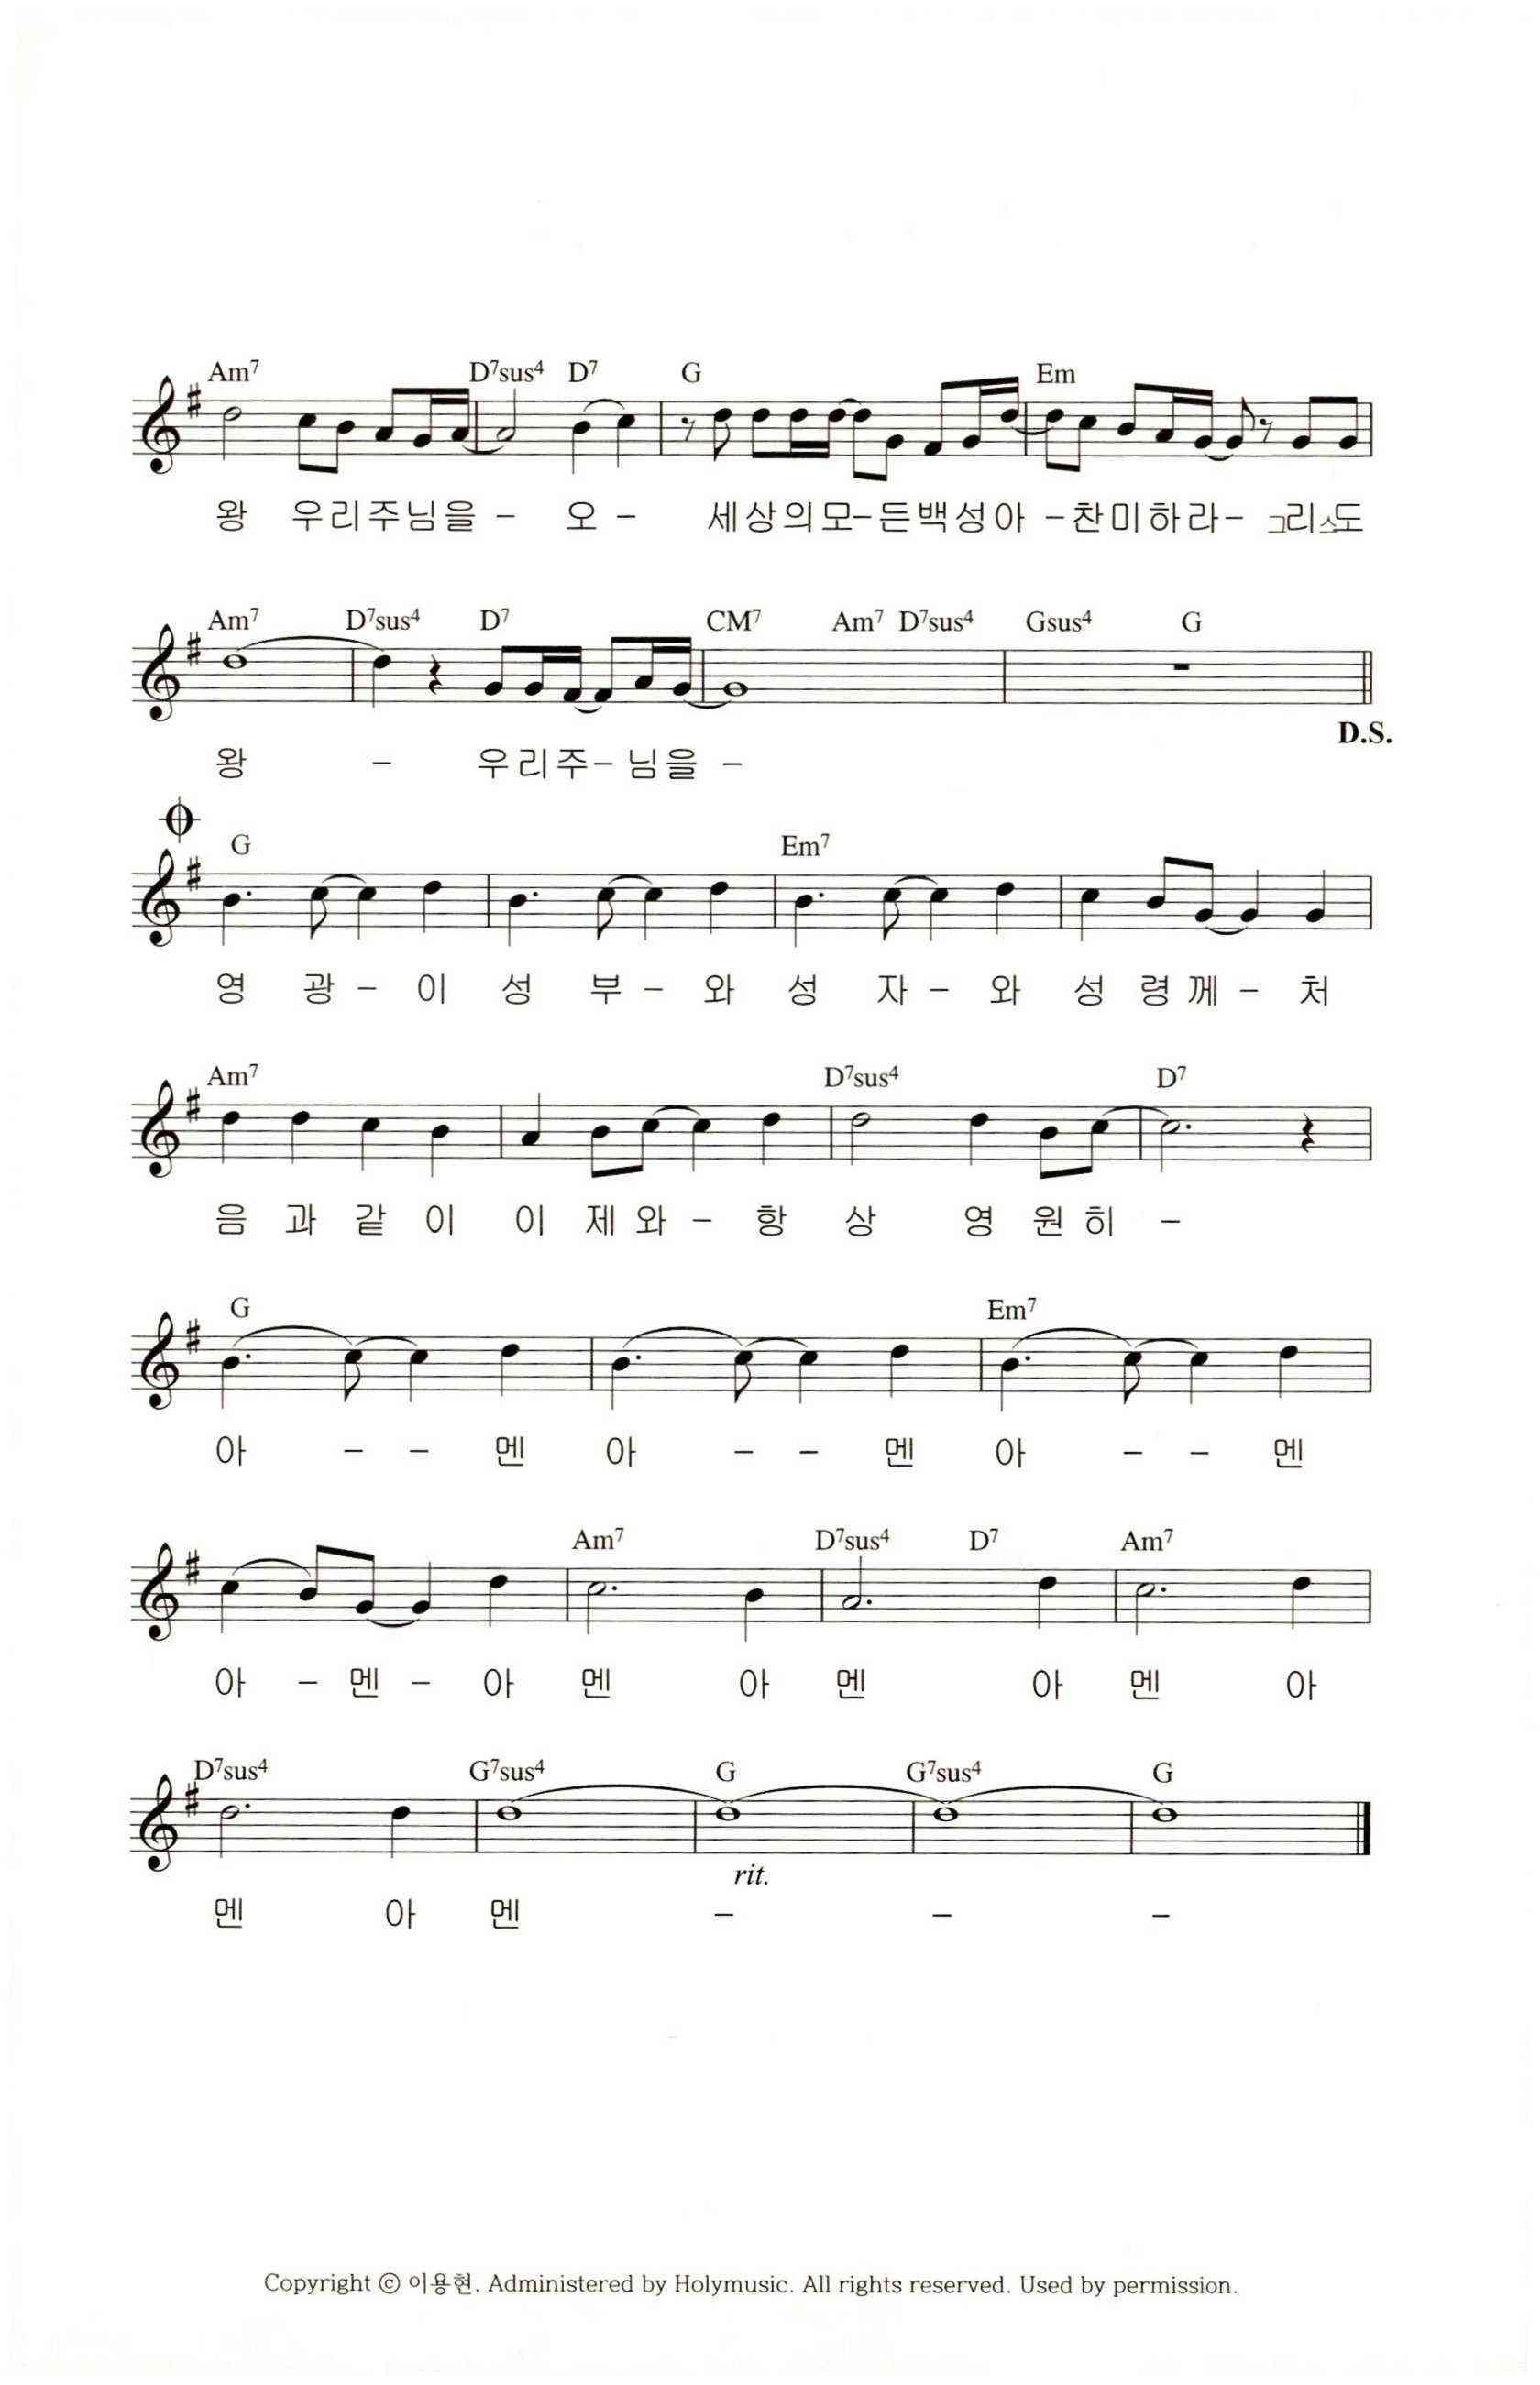 Am7 D7sus4 D7 G Em
왕 우리주님을 - 오 - 세상의모-든백성아 -찬미하라- 그리스도
Am7 D7sus4 D7 CM7 Am7 D7sus4 Gsus4 G
D.S.
왕 - 우리주-님을 -
G Em7
영 광 - 이 성 부 - 와 성 자 - 와 성 령 께 - 처
Am7 D7sus4 D7
음 과 같 이 이 제 와 - 항 상 영 원 히 -
G Em7
아 - - 멘 아 - - 멘 아 - - 멘
Am7 D7sus4 D7 Am7
아 - 멘 - 아 멘 아 멘 아 멘 아
D7sus4 G7sus4 G G7sus4 G
rit.
멘 아 멘 - - -
Copyright ⓒ 이용현. Administered by Holymusic. All rights reserved. Used by permission.